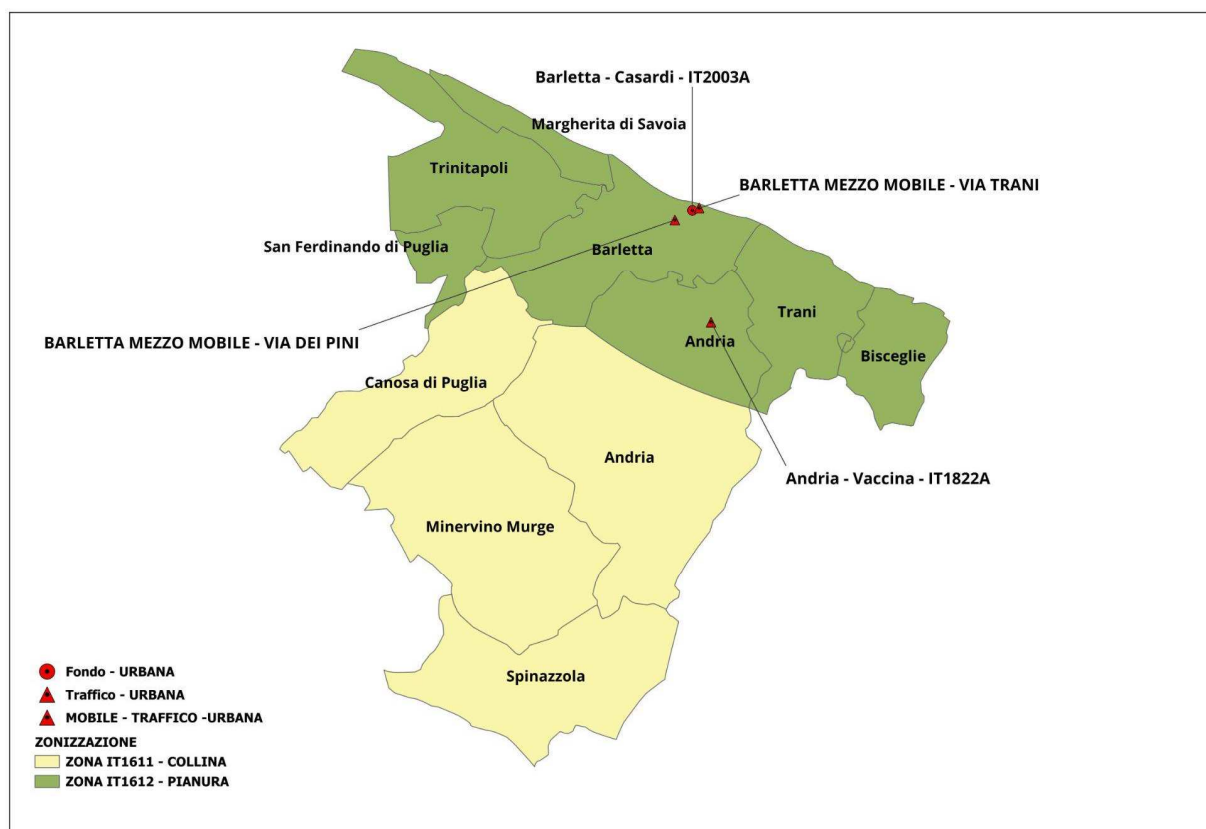 Barletta - Casardi - IT2003A
Margherita di Savoia
Trinitapoli
BARLETTA MEZZO MOBILE - VIA TRANI
San Ferdinando di Puglia
Barletta
Trani
BARLETTA MEZZO MOBILE - VIA DEI PINI
Andria
Bisceglie
Canosa di Puglia
Andria
Andria - Vaccina - IT1822A
Minervino Murge
Spinazzola
Fondo - URBANA
Traffico - URBANA
MOBILE - TRAFFICO -URBANA
ZONIZZAZIONE
ZONA IT1611 - COLLINA
ZONA IT1612 - PIANURA